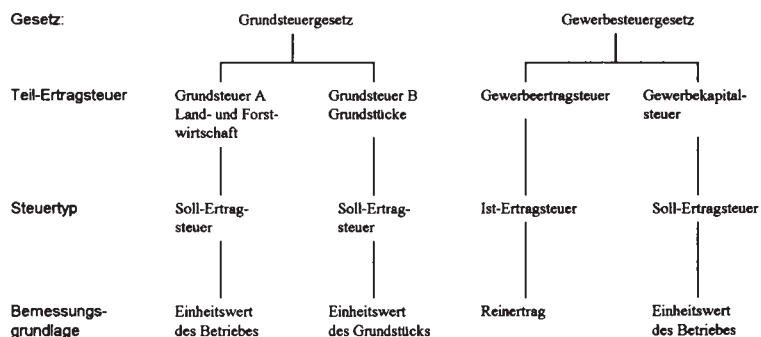 Gesetz: Grundsteuergesetz Gewerbesteuergesetz
Teil-Ertragsteuer Grundsteuer A Grundsteuer B Gewerbeertragsteuer Gewerbekapital-
Land- und Forst- Grundstücke steuer
wirtschaft
Steuertyp Soll-Ertrag- Soll-Ertrag- Ist-Ertragsteuer Soll-Ertragsteuer
steuer steuer
Bemessungs- Einheitswert Einheitswert Reinertrag Einheitswert
grundlage des Betriebes des Grundstücks des Betriebes